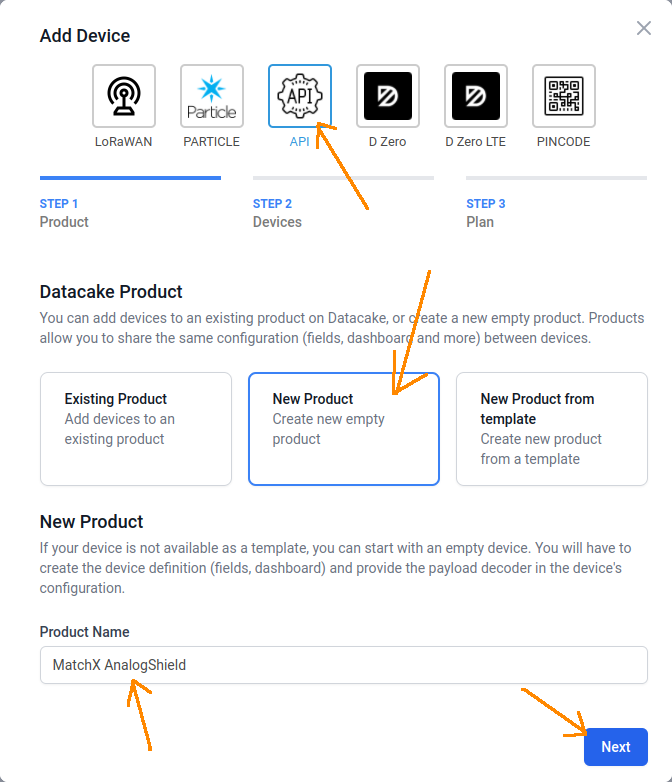 Add Device
API
Particle
LoRaWAN
PARTICLE
API
D Zero
D Zero LTE
PINCODE
STEP 1
Product
STEP 2
Devices
STEP 3
Plan
Datacake Product
You can add devices to an existing product on Datacake, or create a new empty product. Products
allow you to share the same configuration (fields, dashboard and more) between devices.
Existing Product
Add devices to an
existing product
New Product
Create new empty
product
New Product from
template
Create new product
from a template
New Product
If your device is not available as a template, you can start with an empty device. You will have to
create the device definition (fields, dashboard) and provide the payload decoder in the device's
configuration.
Product Name
MatchX AnalogShield
Next